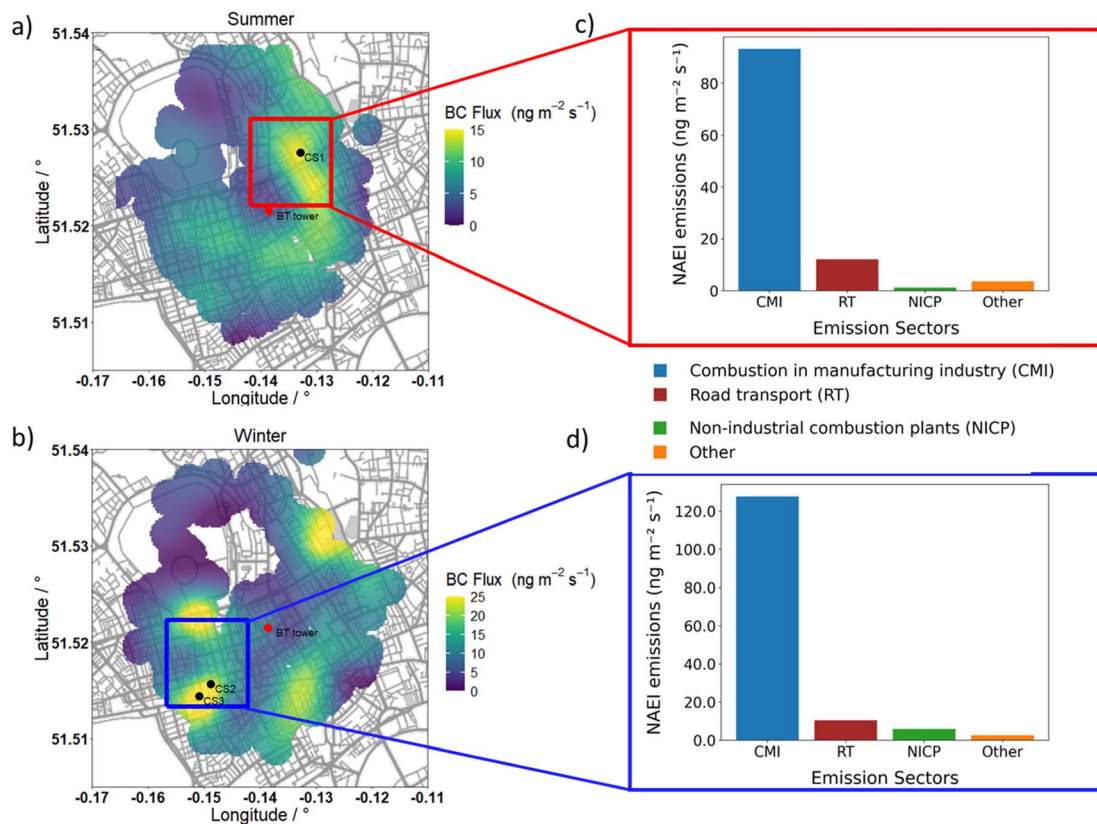 a)
Summer
51.54
51.53
51.52
51.51
Latitude / °
-0.17 -0.16 -0.15 -0.14 -0.13 -0.12 -0.11
Longitude / °
CS1
BT tower
BC Flux (ng m⁻² s⁻¹)
15
10
5
0
c)
80
60
40
20
0
NAEI emissions (ng m⁻² s⁻¹)
CMI RT NICP Other
Emission Sectors
Combustion in manufacturing industry (CMI)
Road transport (RT)
Non-industrial combustion plants (NICP)
Other
b)
Winter
51.54
51.53
51.52
51.51
Latitude / °
-0.17 -0.16 -0.15 -0.14 -0.13 -0.12 -0.11
Longitude / °
BT tower
CS2
CS3
BC Flux (ng m⁻² s⁻¹)
25
20
15
10
5
0
d)
120.0
100.0
80.0
60.0
40.0
20.0
0.0
NAEI emissions (ng m⁻² s⁻¹)
CMI RT NICP Other
Emission Sectors